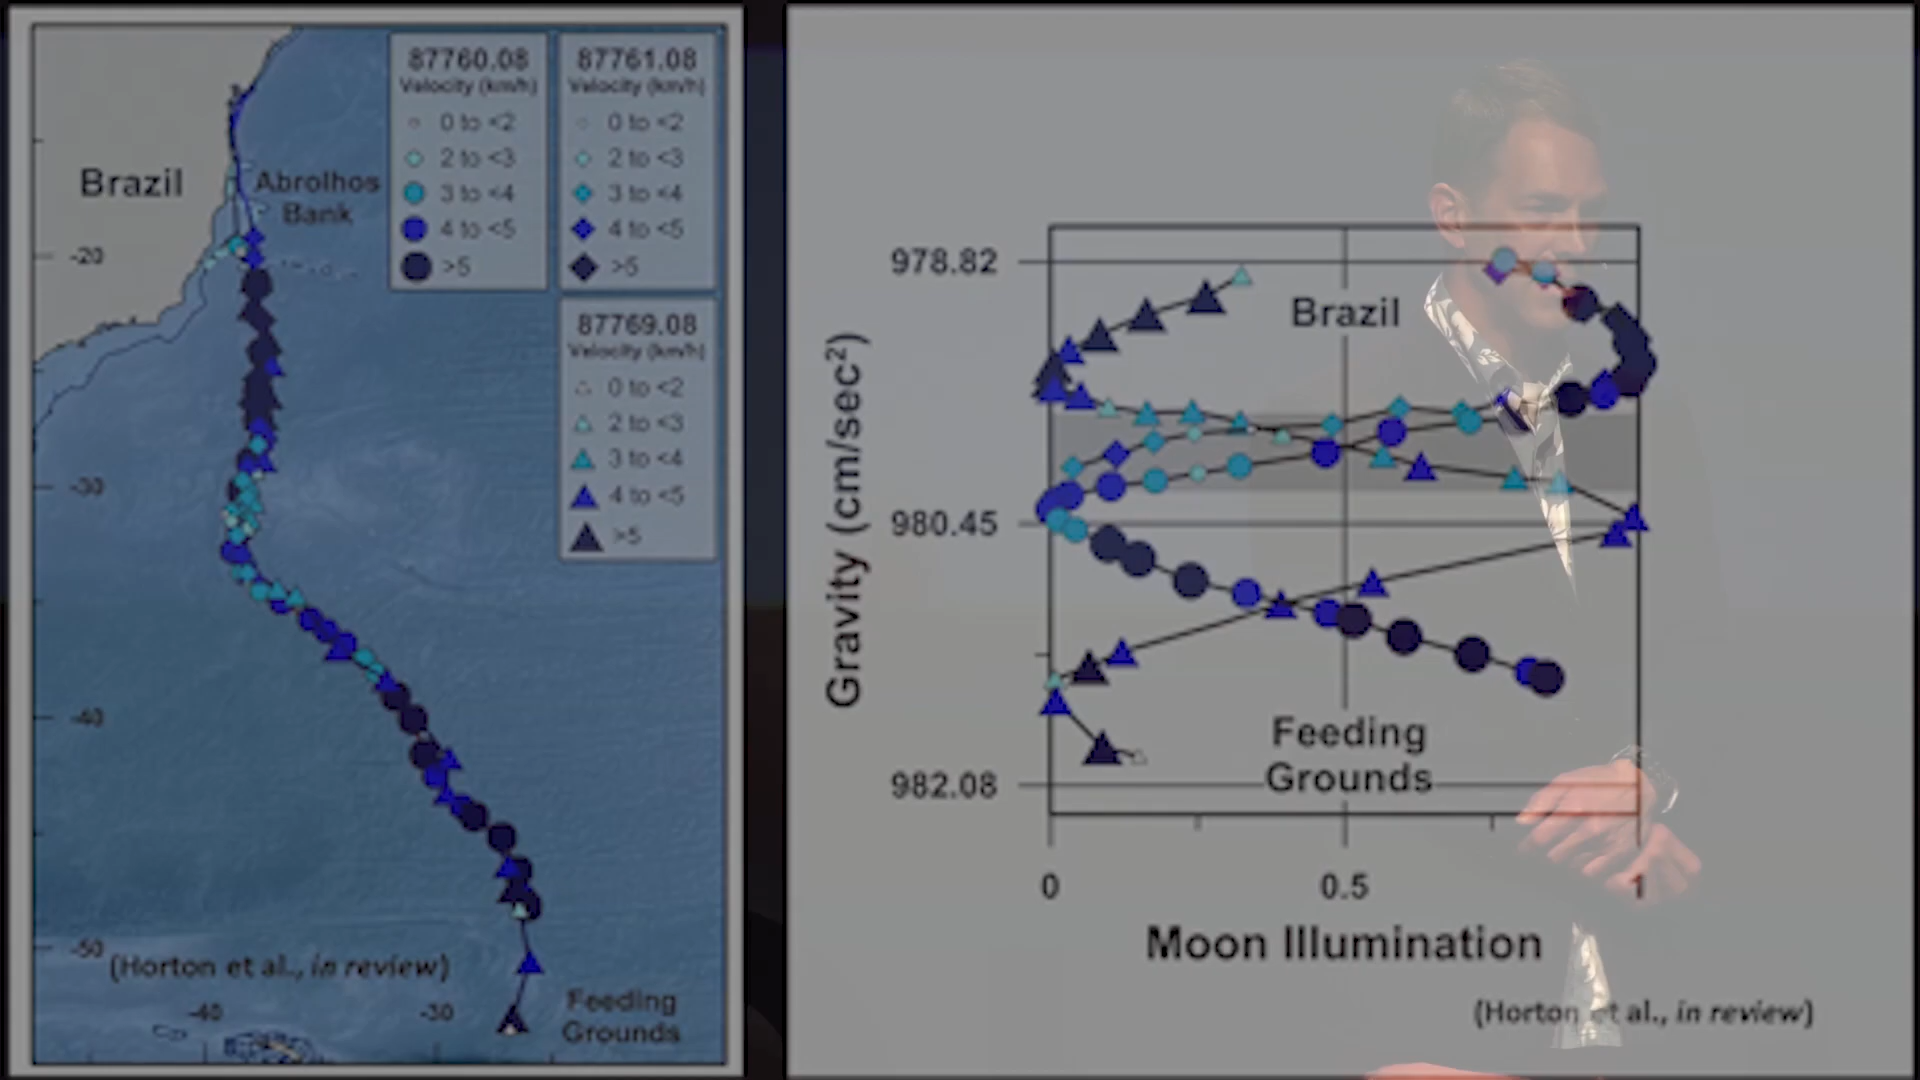 87760.08
Velocity (km/h)
0 to <2
2 to <3
3 to <4
4 to <5
>5
87761.08
Velocity (km/h)
0 to <2
2 to <3
3 to <4
4 to <5
>5
87769.08
Velocity (km/h)
0 to <2
2 to <3
3 to <4
4 to <5
>5
Brazil
Abrolhos
Bank
-20
-30
-40
-50
(Horton et al., in review)
-40
-30
Feeding
Grounds
978.82
980.45
982.08
Gravity (cm/sec²)
Brazil
Feeding
Grounds
0
0.5
1
Moon Illumination
(Horton et al., in review)